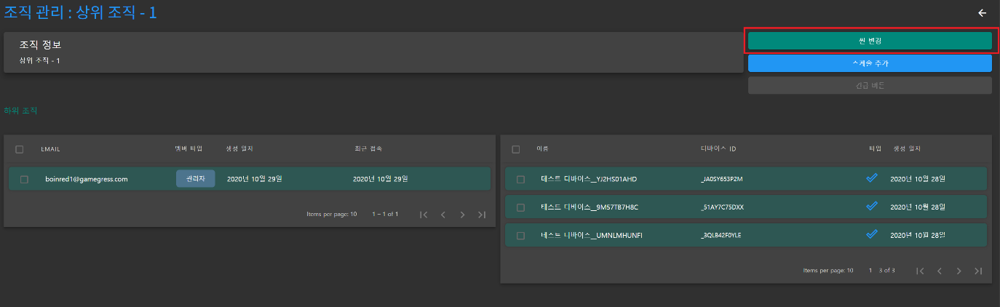 조직 관리 : 상위 조직 - 1
조직 정보
상위 조직 - 1
씬 변경
스케줄 추가
긴급 버튼
하위 조직
EMAIL 멤버 타입 생성 일자 최근 접속
boinred1@gamegress.com 관리자 2020년 10월 29일 2020년 10월 29일
Items per page: 10 1 – 1 of 1
이름 디바이스 ID 타입 생성 일자
테스트 디바이스__YJ2HS01AHD _JA0SY653P2M 2020년 10월 28일
테스트 디바이스__9M57TB7H8C _51AY7C75DXX 2020년 10월 28일
테스트 디바이스__UMNLMHUNFI _3QLB42F0YLE 2020년 10월 28일
Items per page: 10 1 3 of 3